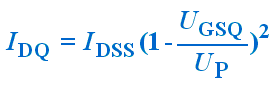 I_DQ = I_DSS (1 - U_GSQ / U_P)²